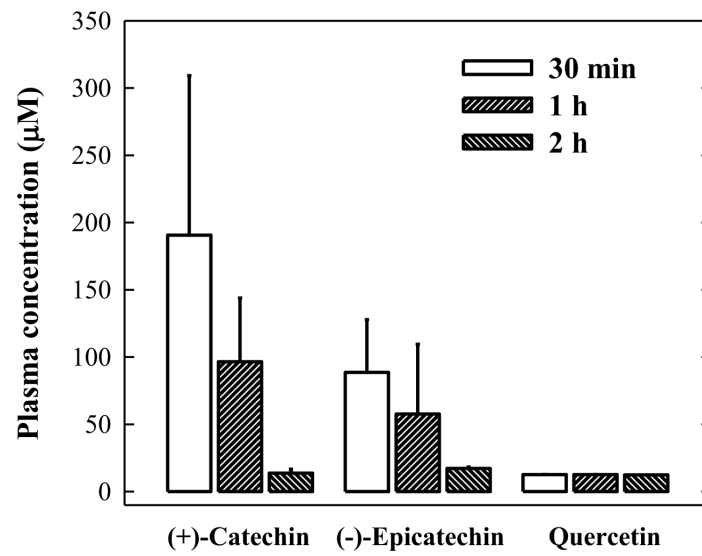 350
300
250
200
150
100
50
0
Plasma concentration (μM)
30 min
1 h
2 h
(+)-Catechin (-)-Epicatechin Quercetin